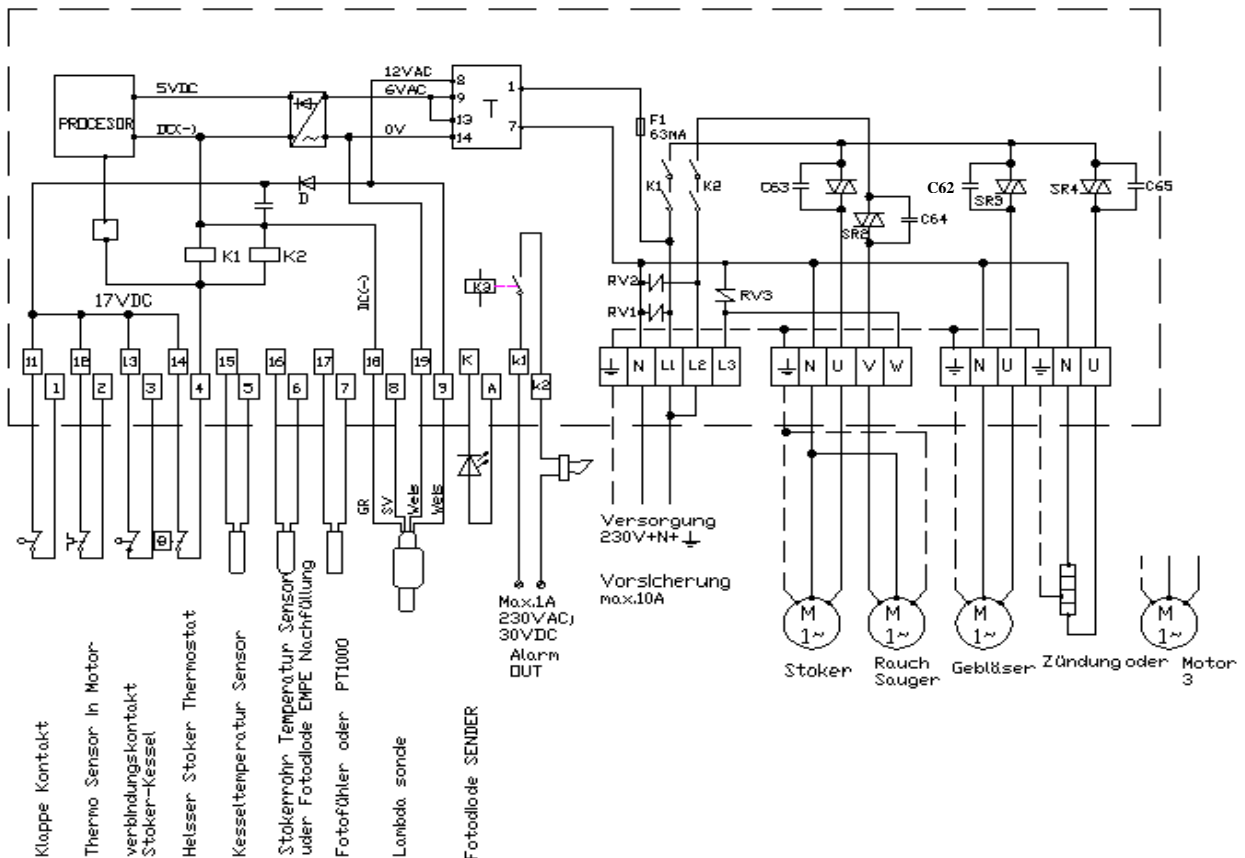 12VAC
8
5VDC
6VAC
9
1
T
PROCESOR
13
DC(-)
0V
14
7
F1
63mA
K1
K2
C63
C62
SR3
SR4
C65
C64
SR2
D
K1
K2
DC(-)
K3
RV2
RV3
RV1
17VDC
11
12
13
14
15
16
17
18
19
K
k1
1
2
3
4
5
6
7
8
9
A
k2
N
L1
L2
L3
N
U
V
W
N
U
N
U
GR
SV
Weis
Weis
θ
Versorgung
230V+N+
Vorsicherung
max.10A
Max.1A
230VAC;
30VDC
Alarm
OUT
M
1~
M
1~
M
1~
M
1~
Stoker
Rauch
Sauger
Gebläser
Zündung oder
Motor
3
Klappe Kontakt
Thermo Sensor In Motor
verbindungskontakt
Stoker-Kessel
Heisser Stoker Thermostat
Kesseltemperatur Sensor
Stokerrohr Temperatur Sensor
uder Fotodiode EMPE Nachfüllung
Fotofühler oder PT1000
Lambda sonde
Fotodiode SENDER